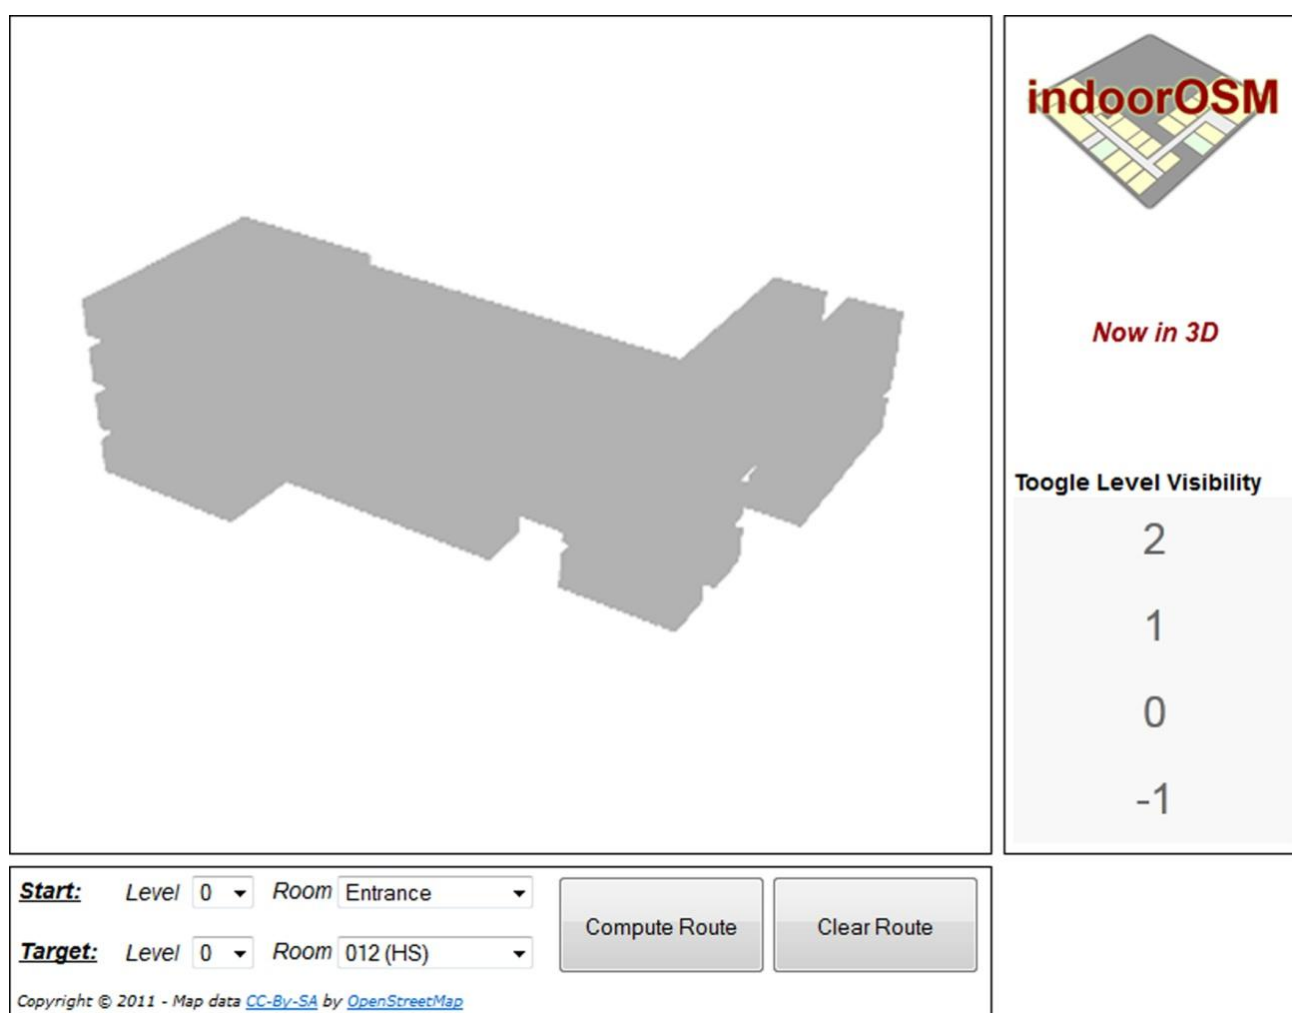 indoorOSM
Now in 3D
Toogle Level Visibility
2
1
0
-1
Start: Level 0 Room Entrance
Target: Level 0 Room 012 (HS)
Compute Route
Clear Route
Copyright © 2011 - Map data CC-By-SA by OpenStreetMap